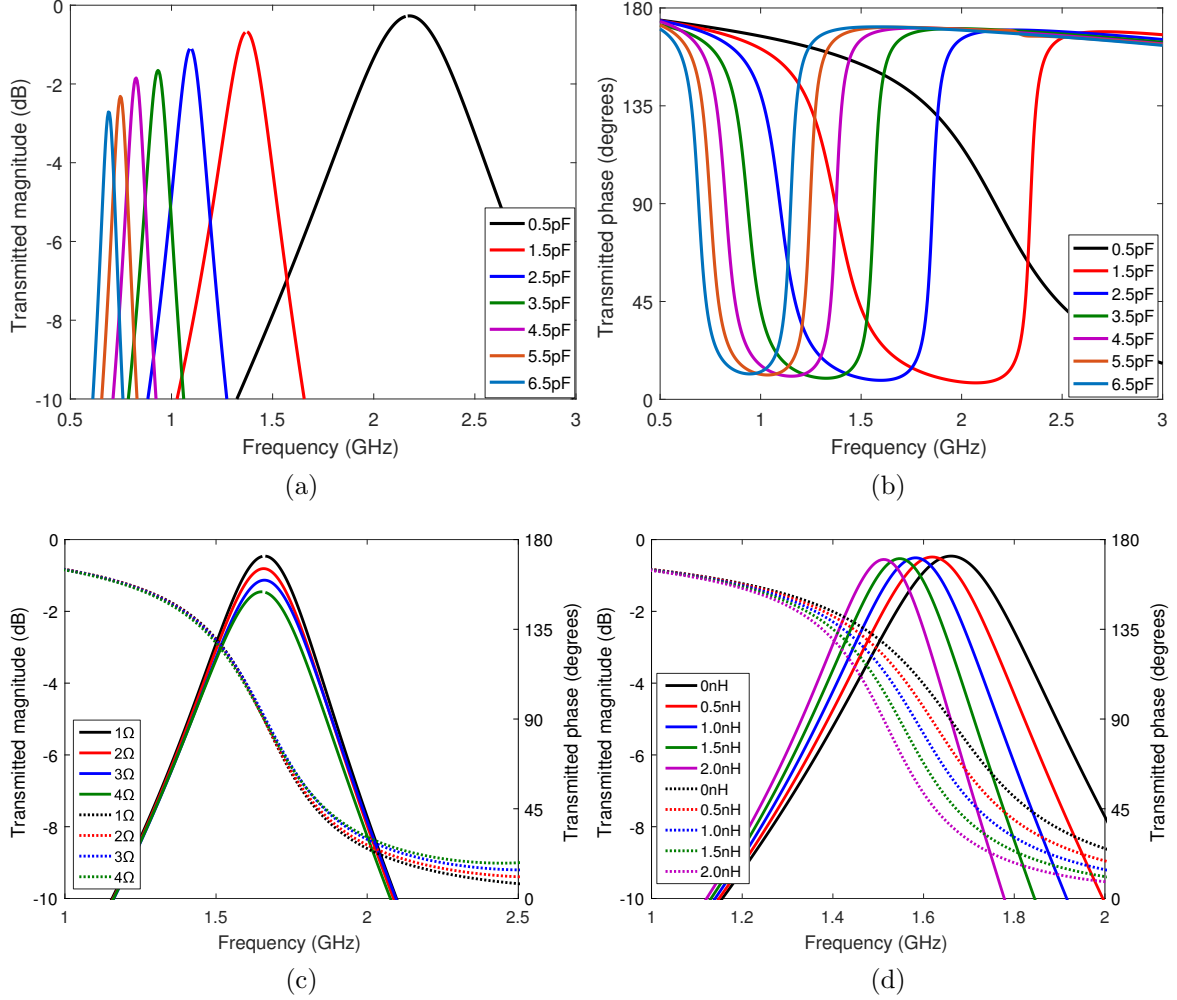 0
-2
-4
-6
-8
-10
Transmitted magnitude (dB)
0.5pF
1.5pF
2.5pF
3.5pF
4.5pF
5.5pF
6.5pF
0.5 1 1.5 2 2.5 3
Frequency (GHz)
(a)
180
135
90
45
0
Transmitted phase (degrees)
0.5pF
1.5pF
2.5pF
3.5pF
4.5pF
5.5pF
6.5pF
0.5 1 1.5 2 2.5 3
Frequency (GHz)
(b)
0
-2
-4
-6
-8
-10
Transmitted magnitude (dB)
1Ω
2Ω
3Ω
4Ω
1Ω
2Ω
3Ω
4Ω
180
135
90
45
0
Transmitted phase (degrees)
1 1.5 2 2.5
Frequency (GHz)
(c)
0
-2
-4
-6
-8
-10
Transmitted magnitude (dB)
0nH
0.5nH
1.0nH
1.5nH
2.0nH
0nH
0.5nH
1.0nH
1.5nH
2.0nH
180
135
90
45
0
Transmitted phase (degrees)
1 1.2 1.4 1.6 1.8 2
Frequency (GHz)
(d)